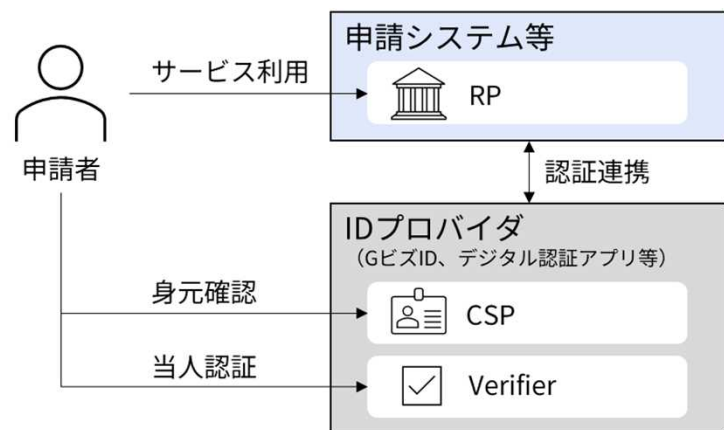 申請システム等
サービス利用
RP
申請者
認証連携
IDプロバイダ
（GビズID、デジタル認証アプリ等）
身元確認
CSP
当人認証
Verifier